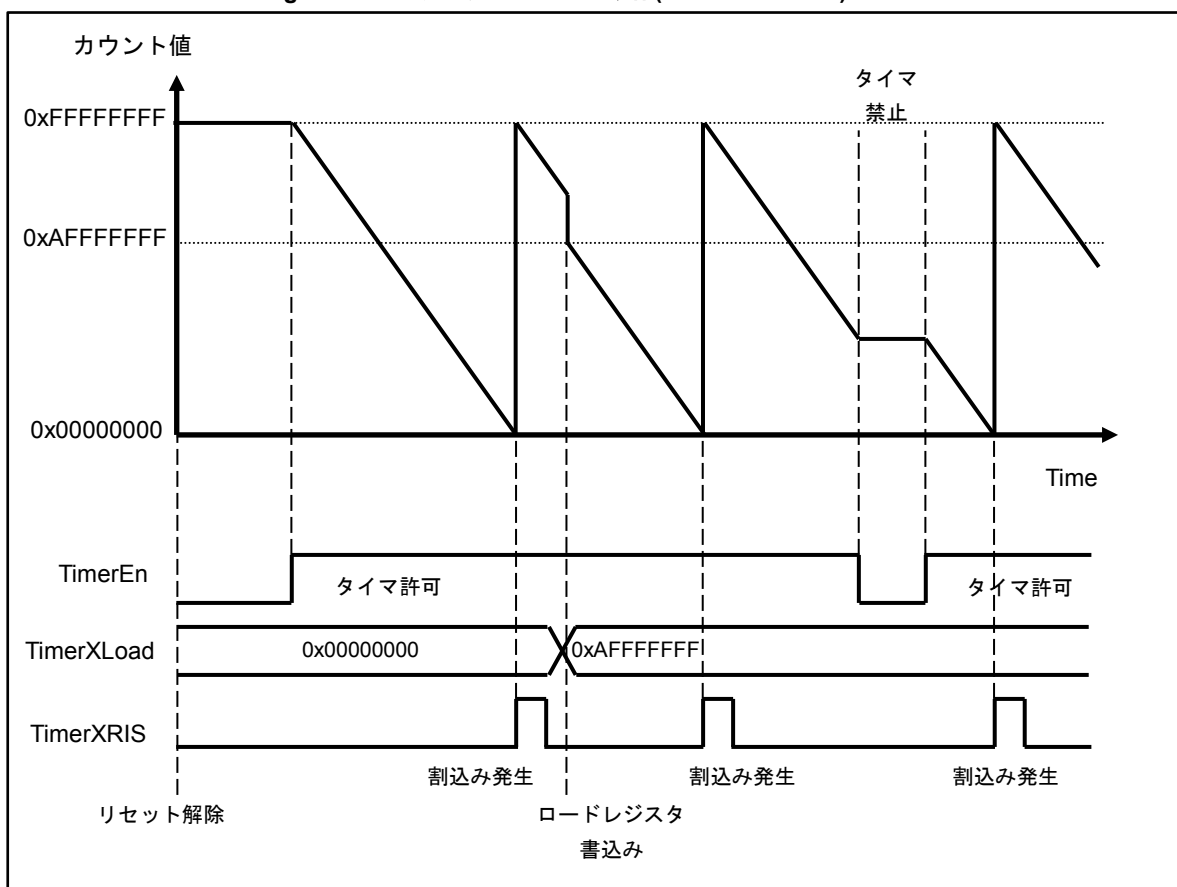 カウント値
タイマ
禁止
0xFFFFFFFF
0xAFFFFFFF
0x00000000
Time
TimerEn
タイマ許可
タイマ許可
TimerXLoad
0x00000000
0xAFFFFFFF
TimerXRIS
割込み発生
割込み発生
割込み発生
リセット解除
ロードレジスタ
書込み